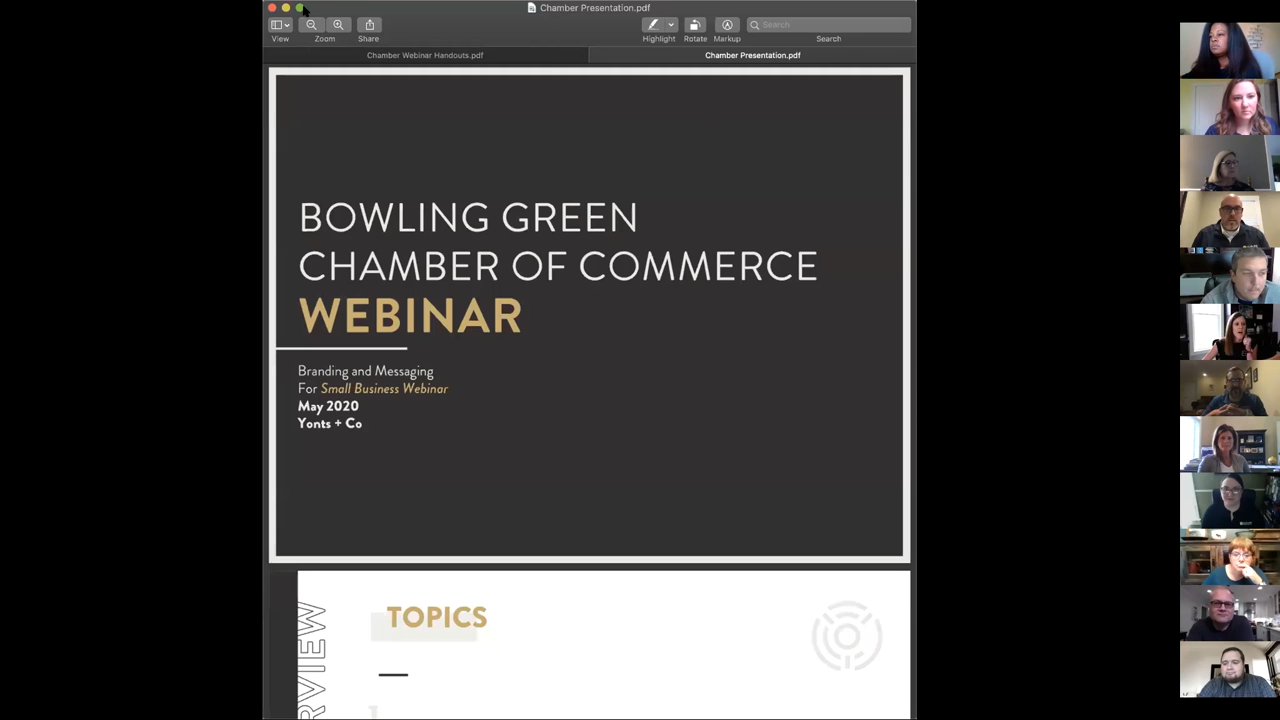 Chamber Presentation.pdf
View
Zoom
Share
Highlight
Rotate
Markup
Search
Search
Chamber Webinar Handouts.pdf
Chamber Presentation.pdf
BOWLING GREEN
CHAMBER OF COMMERCE
WEBINAR
Branding and Messaging
For Small Business Webinar
May 2020
Yonts + Co
TOPICS
RVIEW